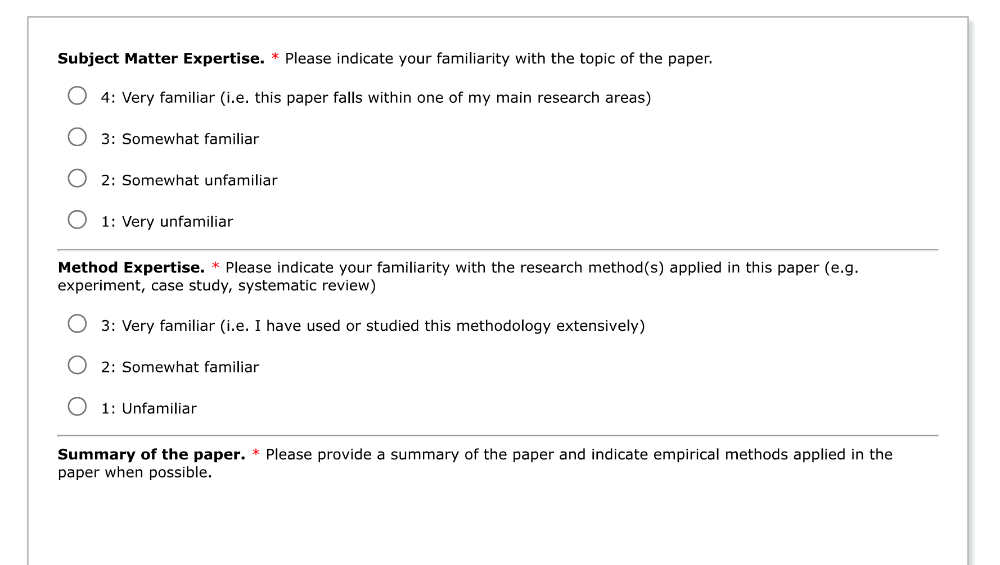 Subject Matter Expertise. * Please indicate your familiarity with the topic of the paper.
4: Very familiar (i.e. this paper falls within one of my main research areas)
3: Somewhat familiar
2: Somewhat unfamiliar
1: Very unfamiliar
Method Expertise. * Please indicate your familiarity with the research method(s) applied in this paper (e.g.
experiment, case study, systematic review)
3: Very familiar (i.e. I have used or studied this methodology extensively)
2: Somewhat familiar
1: Unfamiliar
Summary of the paper. * Please provide a summary of the paper and indicate empirical methods applied in the
paper when possible.